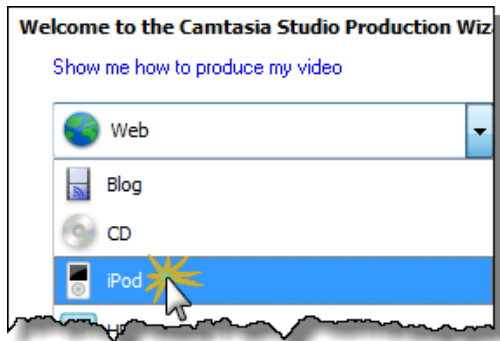 Welcome to the Camtasia Studio Production Wiz
Show me how to produce my video
Web
Blog
CD
iPod